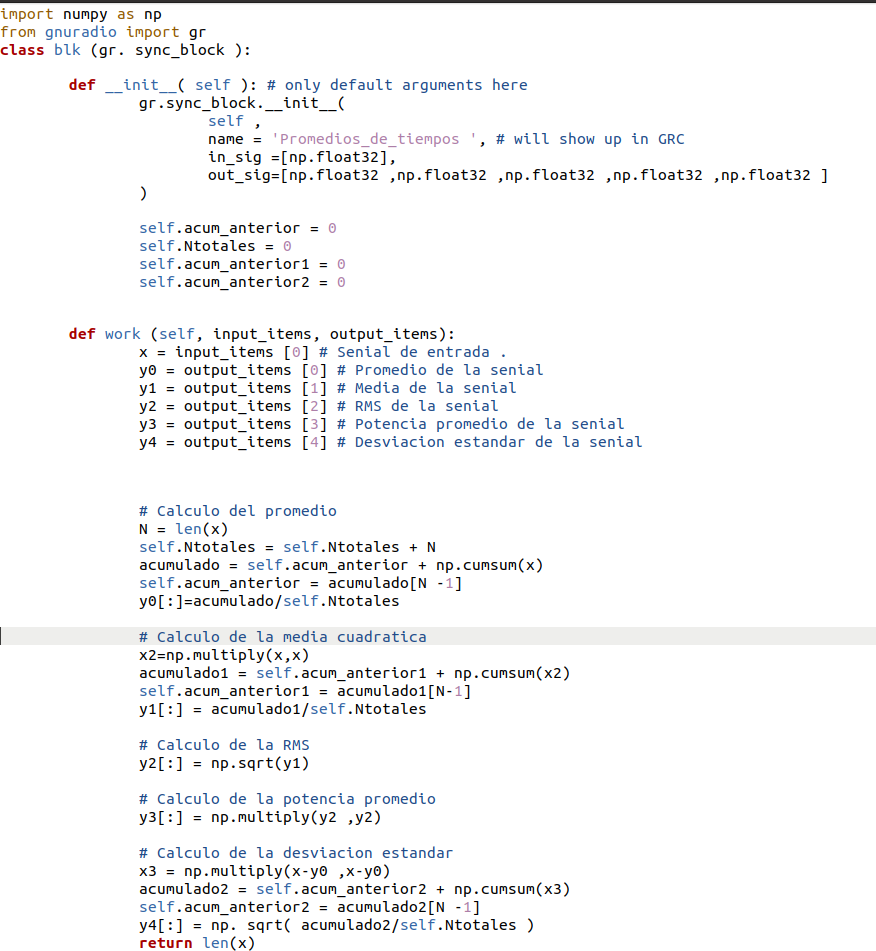 import numpy as np
from gnuradio import gr
class blk (gr. sync_block ):
def __init__( self ): # only default arguments here
gr.sync_block.__init__(
self ,
name = 'Promedios_de_tiempos ', # will show up in GRC
in_sig =[np.float32],
out_sig=[np.float32 ,np.float32 ,np.float32 ,np.float32 ,np.float32 ]
)
self.acum_anterior = 0
self.Ntotales = 0
self.acum_anterior1 = 0
self.acum_anterior2 = 0
def work (self, input_items, output_items):
x = input_items [0] # Senial de entrada .
y0 = output_items [0] # Promedio de la senial
y1 = output_items [1] # Media de la senial
y2 = output_items [2] # RMS de la senial
y3 = output_items [3] # Potencia promedio de la senial
y4 = output_items [4] # Desviacion estandar de la senial
# Calculo del promedio
N = len(x)
self.Ntotales = self.Ntotales + N
acumulado = self.acum_anterior + np.cumsum(x)
self.acum_anterior = acumulado[N -1]
y0[:]=acumulado/self.Ntotales
# Calculo de la media cuadratica
x2=np.multiply(x,x)
acumulado1 = self.acum_anterior1 + np.cumsum(x2)
self.acum_anterior1 = acumulado1[N-1]
y1[:] = acumulado1/self.Ntotales
# Calculo de la RMS
y2[:] = np.sqrt(y1)
# Calculo de la potencia promedio
y3[:] = np.multiply(y2 ,y2)
# Calculo de la desviacion estandar
x3 = np.multiply(x-y0 ,x-y0)
acumulado2 = self.acum_anterior2 + np.cumsum(x3)
self.acum_anterior2 = acumulado2[N -1]
y4[:] = np. sqrt( acumulado2/self.Ntotales )
return len(x)